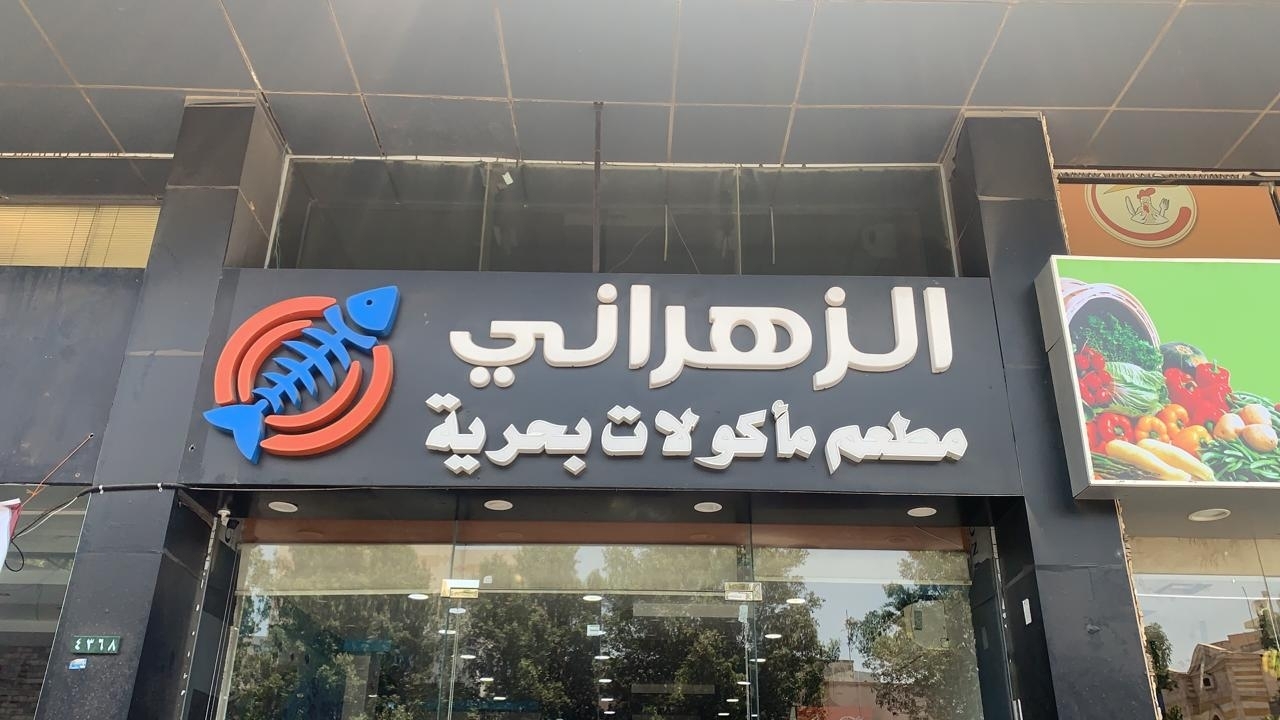 الزهراني
مطعم مأكولات بحرية
٤٣٦٨